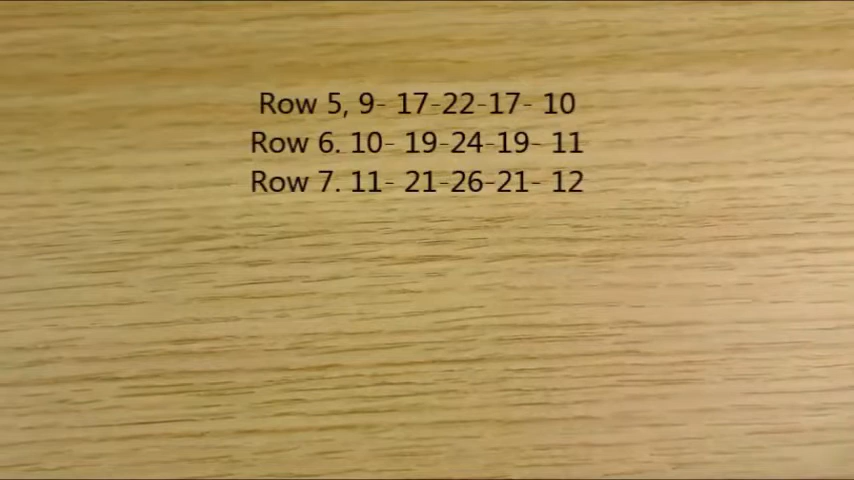 Row 5, 9- 17-22-17- 10
Row 6. 10- 19-24-19- 11
Row 7. 11- 21-26-21- 12